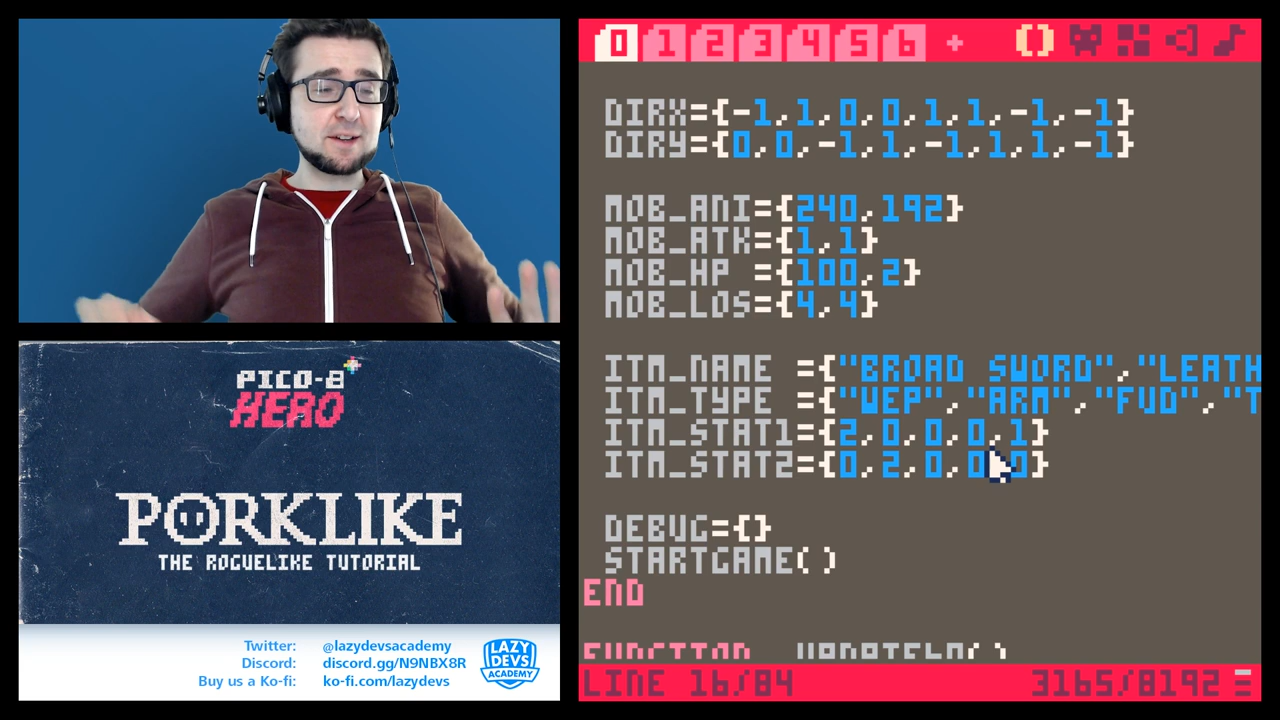 PICO-8
HERO
PORKLIKE
THE ROGUELIKE TUTORIAL
Twitter: @lazydevsacademy
Discord: discord.gg/N9NBX8R
Buy us a Ko-fi: ko-fi.com/lazydevs
LAZY
DEVS
ACADEMY
0 1 2 3 4 5 6 +
DIRX={-1,1,0,0,1,1,-1,-1}
DIRY={0,0,-1,1,-1,1,1,-1}
MOB_ANI={240,192}
MOB_ATK={1,1}
MOB_HP ={100,2}
MOB_LOS={4,4}
ITM_NAME ={"BROAD SWORD","LEATH
ITM_TYPE ={"WEP","ARM","FUD","T
ITM_STAT1={2,0,0,0,1}
ITM_STAT2={0,2,0,0,0}
DEBUG={}
STARTGAME()
END
FUNCTION _UPDATE60()
LINE 16/84 3165/8192